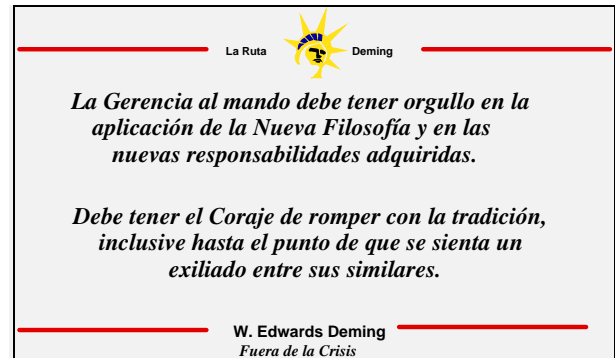 La Ruta Deming
La Gerencia al mando debe tener orgullo en la
aplicación de la Nueva Filosofía y en las
nuevas responsabilidades adquiridas.
Debe tener el Coraje de romper con la tradición,
inclusive hasta el punto de que se sienta un
exiliado entre sus similares.
W. Edwards Deming
Fuera de la Crisis